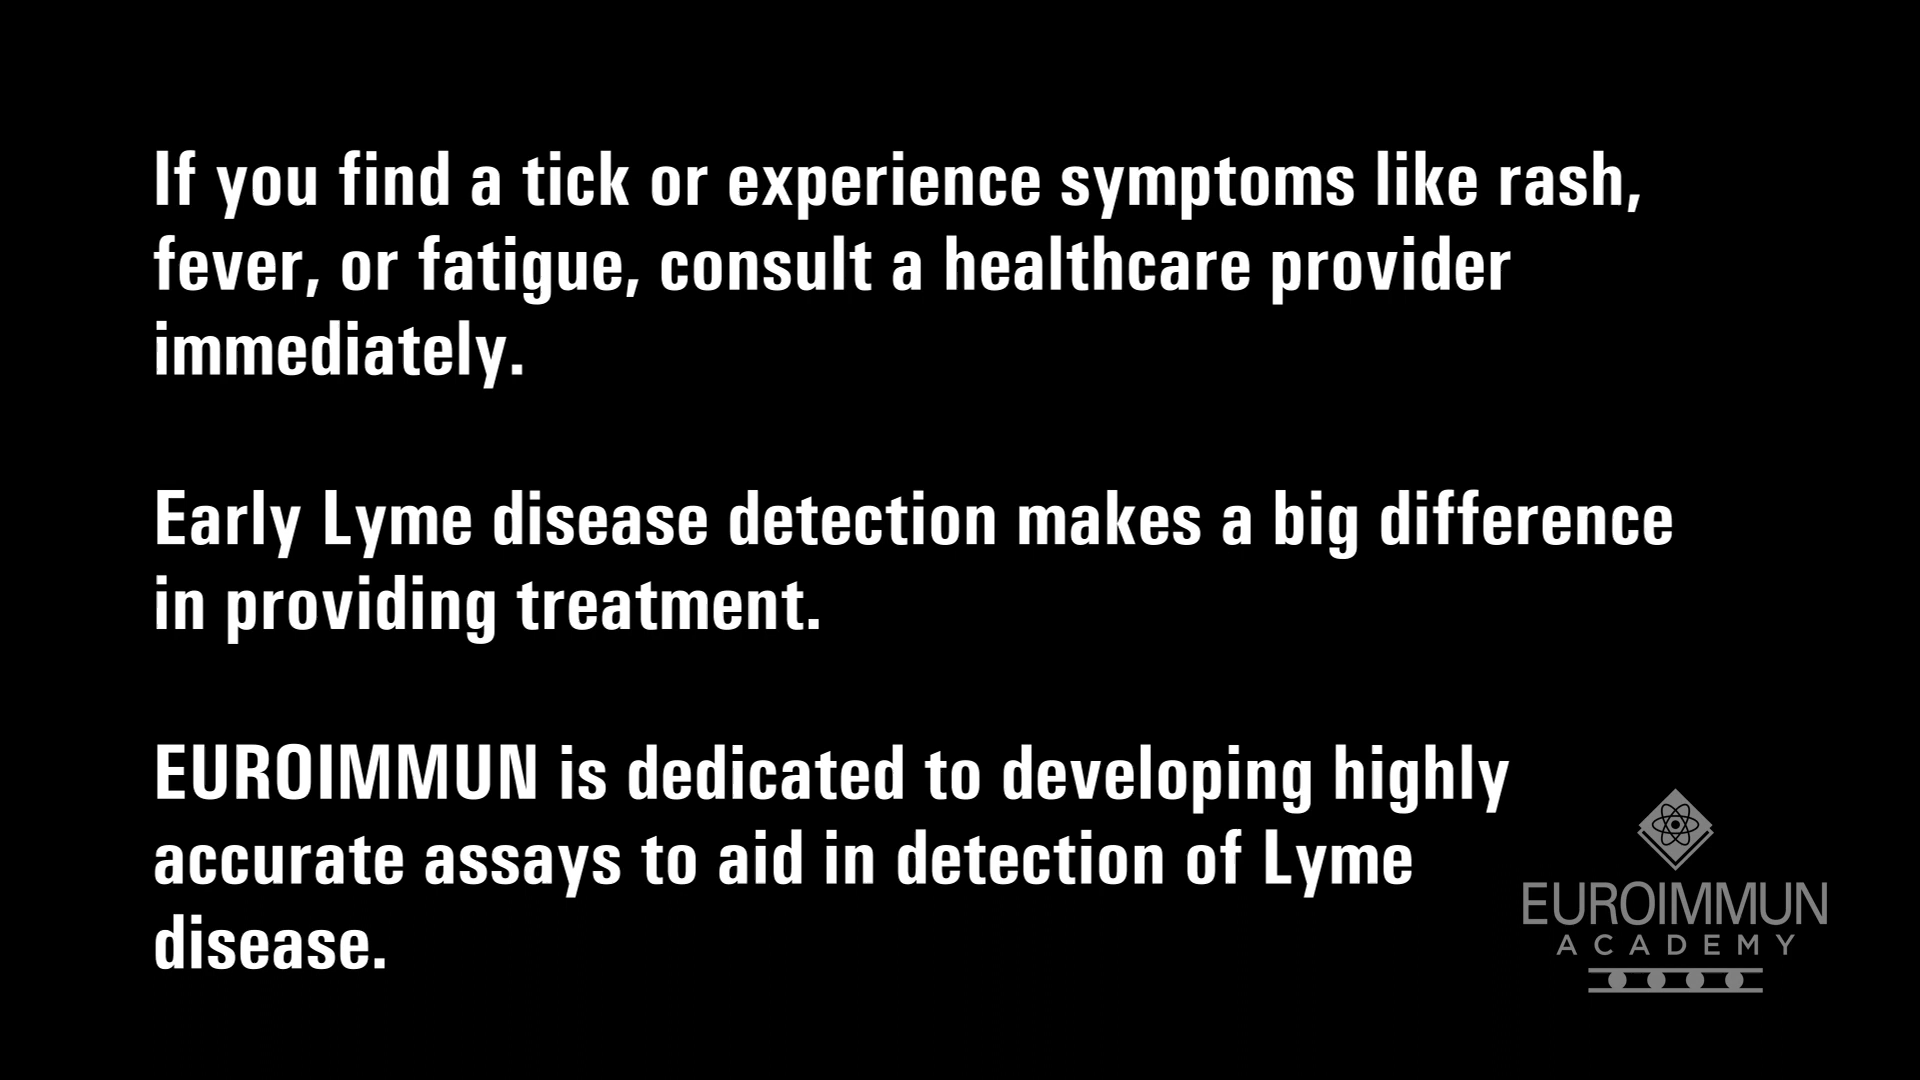 If you find a tick or experience symptoms like rash,
fever, or fatigue, consult a healthcare provider
immediately.
Early Lyme disease detection makes a big difference
in providing treatment.
EUROIMMUN is dedicated to developing highly
accurate assays to aid in detection of Lyme
disease.
EUROIMMUN
ACADEMY